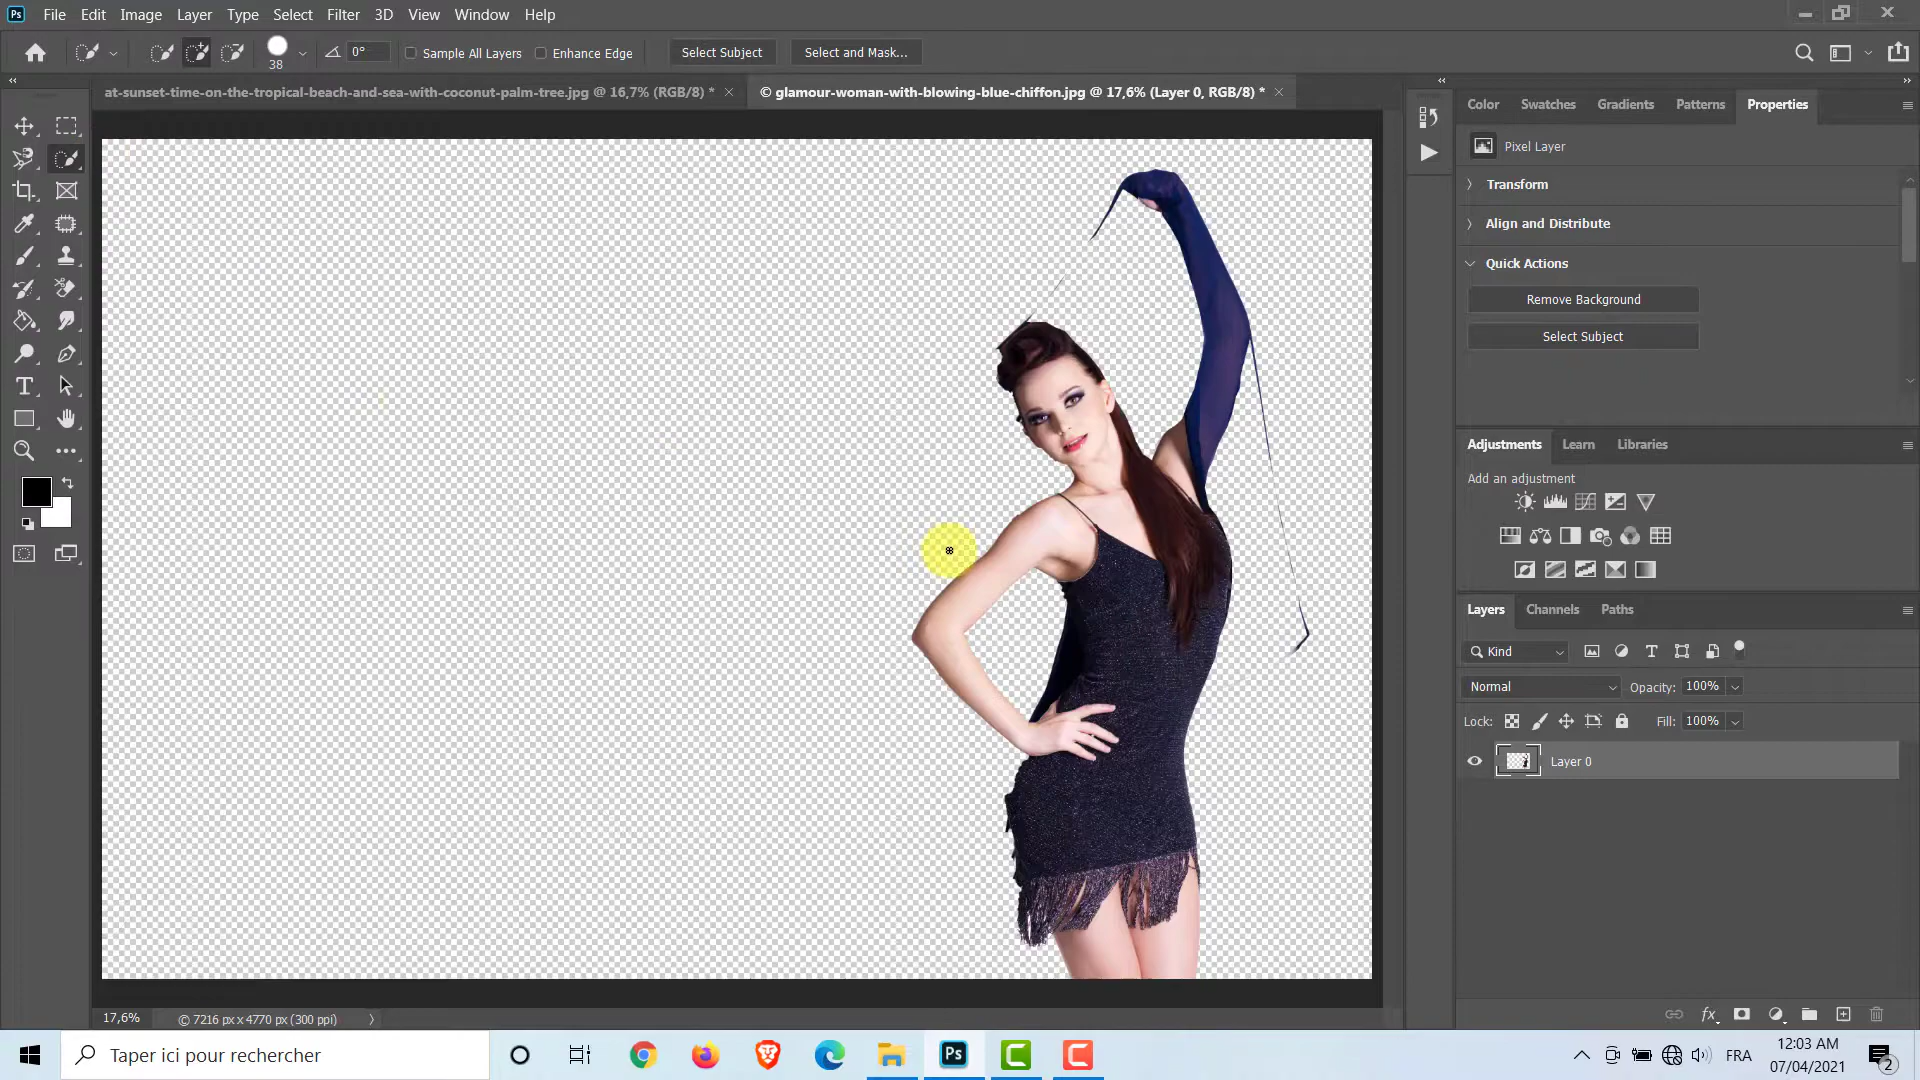 Ps File Edit Image Layer Type Select Filter 3D View Window Help
38 0° Sample All Layers Enhance Edge Select Subject Select and Mask...
at-sunset-time-on-the-tropical-beach-and-sea-with-coconut-palm-tree.jpg @ 16,7% (RGB/8) *
© glamour-woman-with-blowing-blue-chiffon.jpg @ 17,6% (Layer 0, RGB/8) *
Color Swatches Gradients Patterns Properties
Pixel Layer
Transform
Align and Distribute
Quick Actions
Remove Background
Select Subject
Adjustments Learn Libraries
Add an adjustment
Layers Channels Paths
Kind
Normal Opacity: 100%
Lock: Fill: 100%
Layer 0
17,6% © 7216 px x 4770 px (300 ppi)
Taper ici pour rechercher
Ps
FRA
12:03 AM
07/04/2021
2